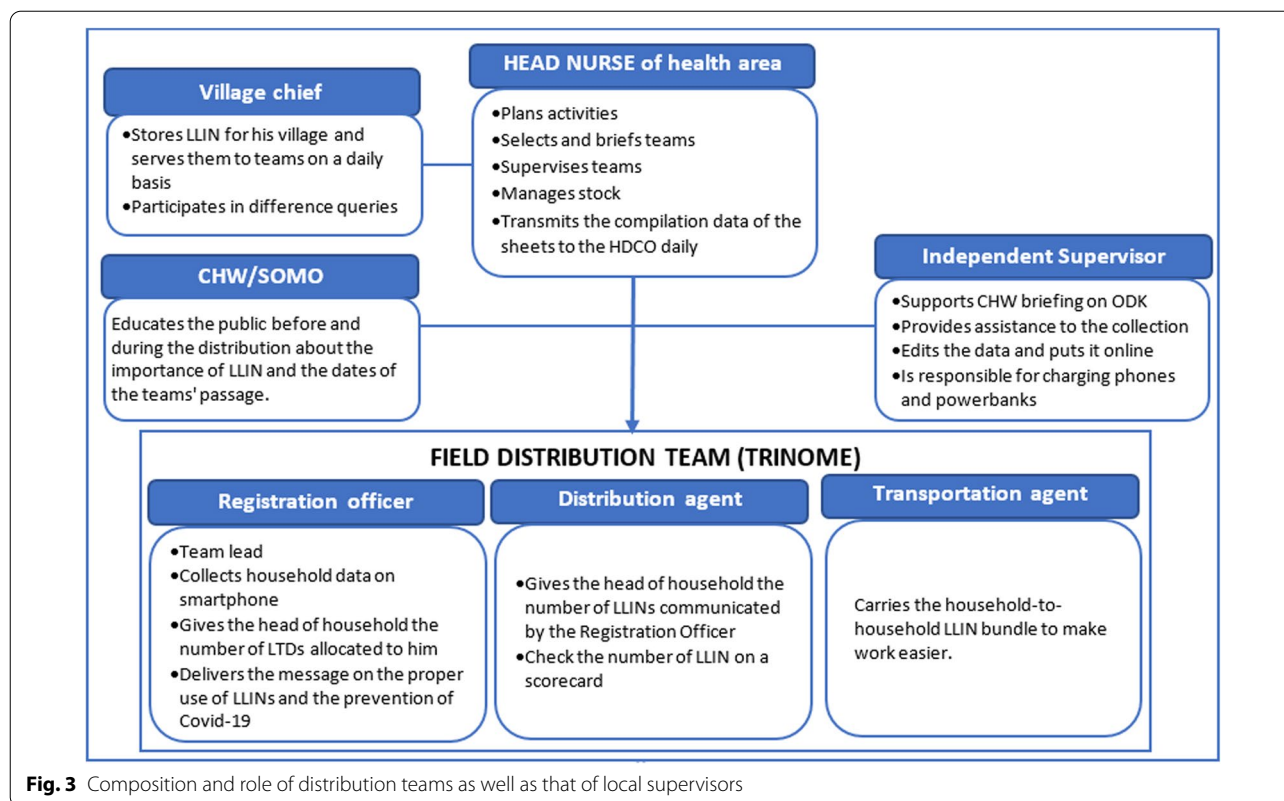 Village chief
•Stores LLIN for his village and
serves them to teams on a daily
basis
•Participates in difference queries
HEAD NURSE of health area
•Plans activities
•Selects and briefs teams
•Supervises teams
•Manages stock
•Transmits the compilation data of the
sheets to the HDCO daily
CHW/SOMO
Educates the public before and
during the distribution about the
importance of LLIN and the dates of
the teams' passage.
Independent Supervisor
•Supports CHW briefing on ODK
•Provides assistance to the collection
•Edits the data and puts it online
•Is responsible for charging phones
and powerbanks
FIELD DISTRIBUTION TEAM (TRINOME)
Registration officer
•Team lead
•Collects household data on
smartphone
•Gives the head of household the
number of LTDs allocated to him
•Delivers the message on the proper
use of LLINs and the prevention of
Covid-19
Distribution agent
•Gives the head of household the
number of LLINs communicated
by the Registration Officer
•Check the number of LLIN on a
scorecard
Transportation agent
Carries the household-to-
household LLIN bundle to make
work easier.
Fig. 3 Composition and role of distribution teams as well as that of local supervisors